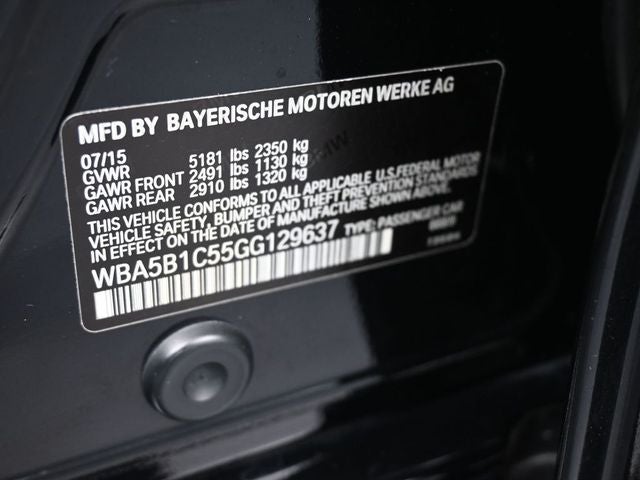 MFD BY BAYERISCHE MOTOREN WERKE AG
07/15
GVWR 5181 lbs 2350 kg
GAWR FRONT 2491 lbs 1130 kg
GAWR REAR 2910 lbs 1320 kg
THIS VEHICLE CONFORMS TO ALL APPLICABLE U.S.FEDERAL MOTOR
VEHICLE SAFETY, BUMPER AND THEFT PREVENTION STANDARDS
IN EFFECT ON THE DATE OF MANUFACTURE SHOWN ABOVE.
WBA5B1C55GG129637 TYPE: PASSENGER CAR